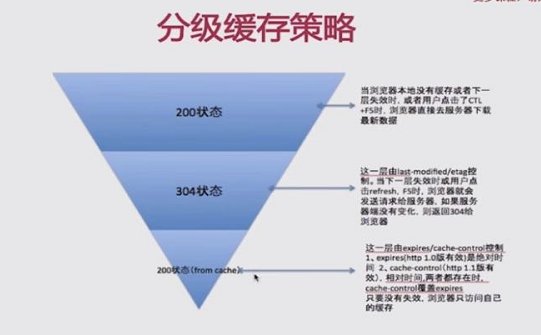 分级缓存策略
200状态
当浏览器本地没有缓存或者下一
层失效时，或者用户点击了CTL
+F5时，浏览器直接去服务器下载
最新数据
304状态
这一层由last-modified/etag控
制。当下一层失效时或用户点
击refresh，F5时，浏览器就会
发送请求给服务器，如果服务
器端没有变化，则返回304给
浏览器
200状态(from cache)
这一层由expires/cache-control控制
1、expires(http 1.0版有效)是绝对时
间 2、cache-control（http 1.1版有
效），相对时间，两者都存在时，
cache-control覆盖expires
只要没有失效，浏览器只访问自己
的缓存